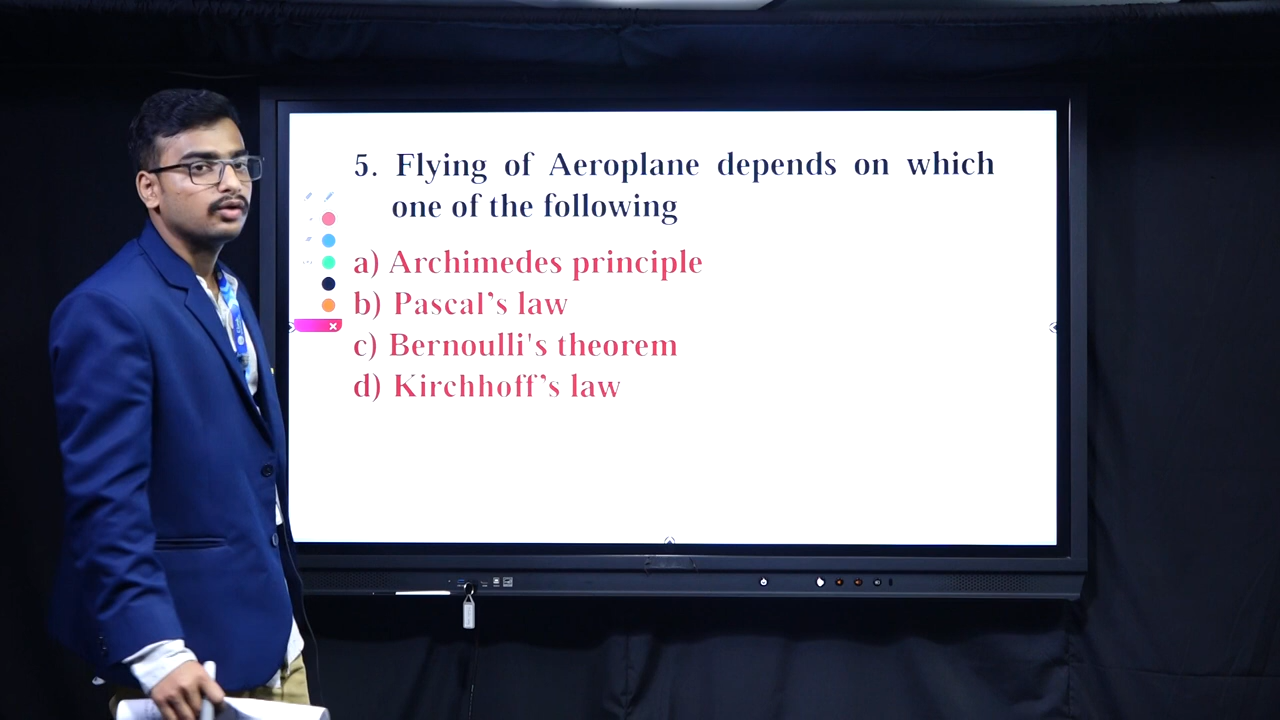 5. Flying of Aeroplane depends on which
one of the following
a) Archimedes principle
b) Pascal’s law
c) Bernoulli's theorem
d) Kirchhoff’s law